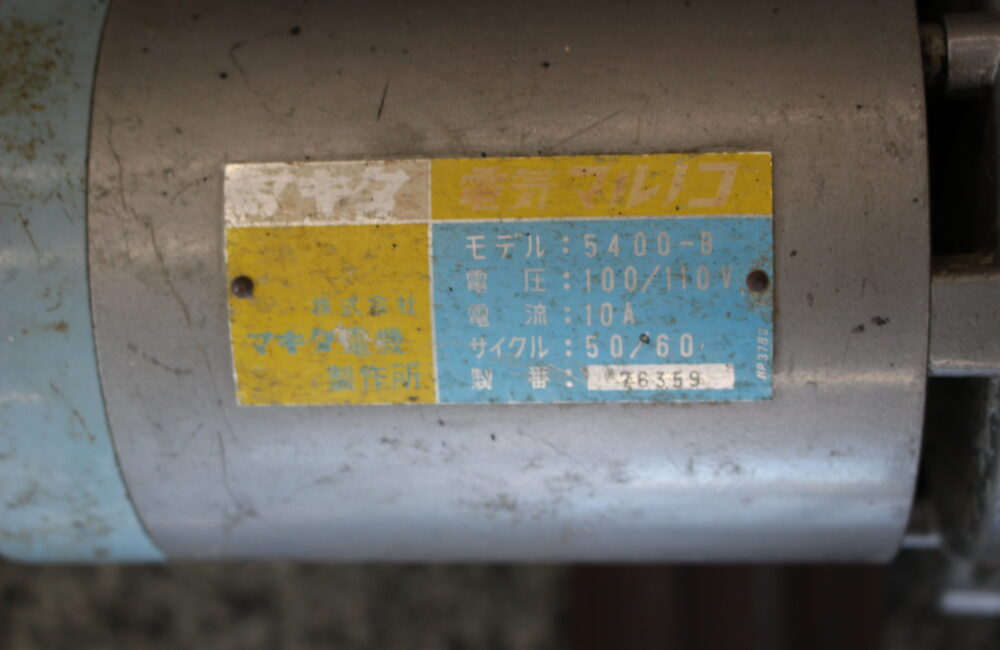 マキタ 電気マルノコ
モデル：5400-B
電　圧：100/110V
電　流：10A
サイクル：50/60
製　番：76359
株式会社
マキタ電機
製作所
NP3782